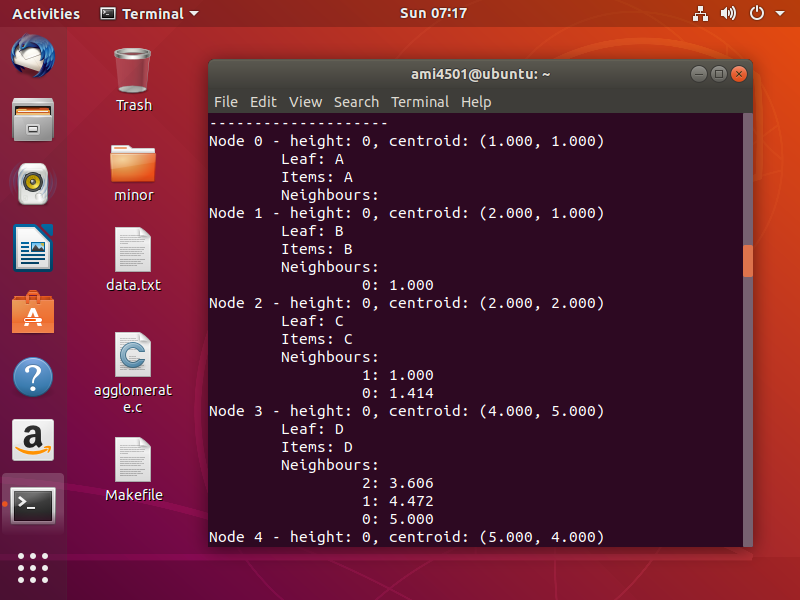 Activities Terminal Sun 07:17
Trash
minor
data.txt
agglomerat
e.c
Makefile
ami4501@ubuntu: ~
File Edit View Search Terminal Help
--------------------
Node 0 - height: 0, centroid: (1.000, 1.000)
Leaf: A
Items: A
Neighbours:
Node 1 - height: 0, centroid: (2.000, 1.000)
Leaf: B
Items: B
Neighbours:
0: 1.000
Node 2 - height: 0, centroid: (2.000, 2.000)
Leaf: C
Items: C
Neighbours:
1: 1.000
0: 1.414
Node 3 - height: 0, centroid: (4.000, 5.000)
Leaf: D
Items: D
Neighbours:
2: 3.606
1: 4.472
0: 5.000
Node 4 - height: 0, centroid: (5.000, 4.000)